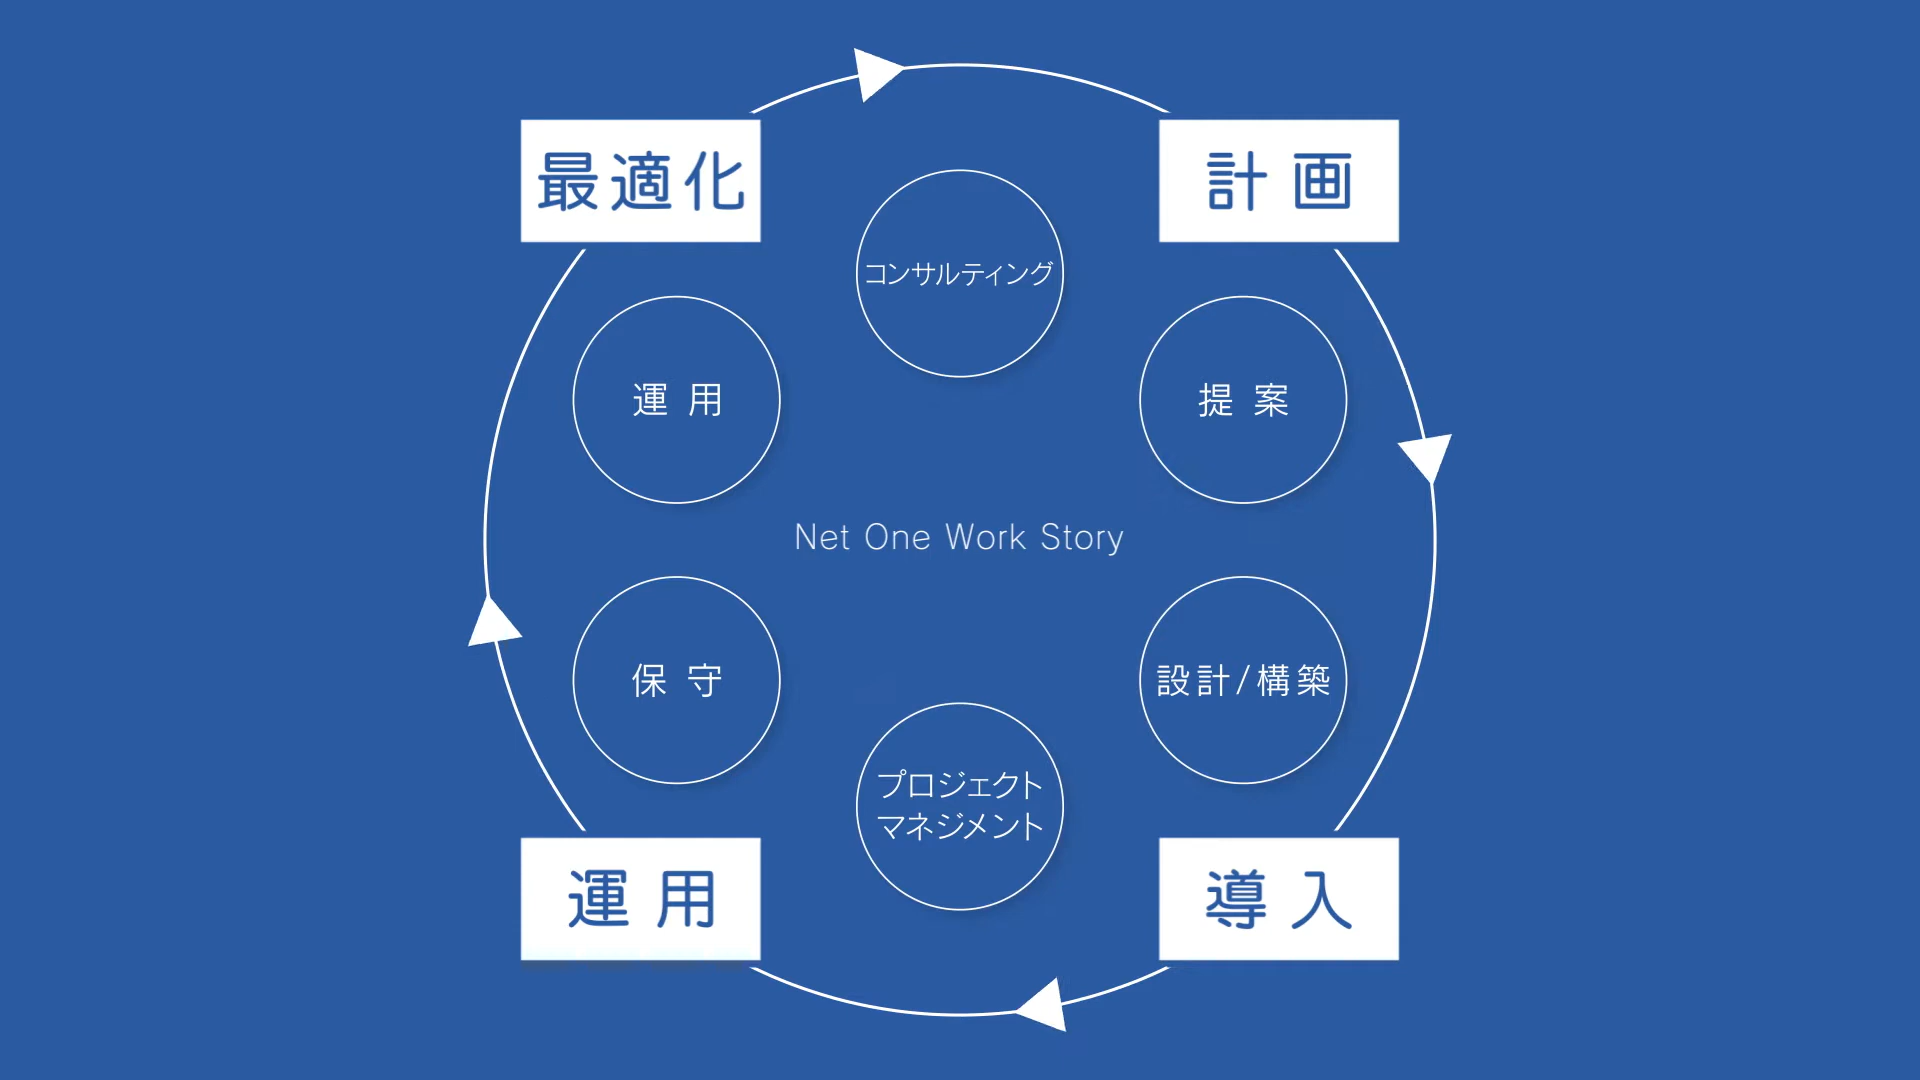 最適化
計画
コンサルティング
運用
提案
Net One Work Story
保守
設計/構築
プロジェクト
マネジメント
運用
導入